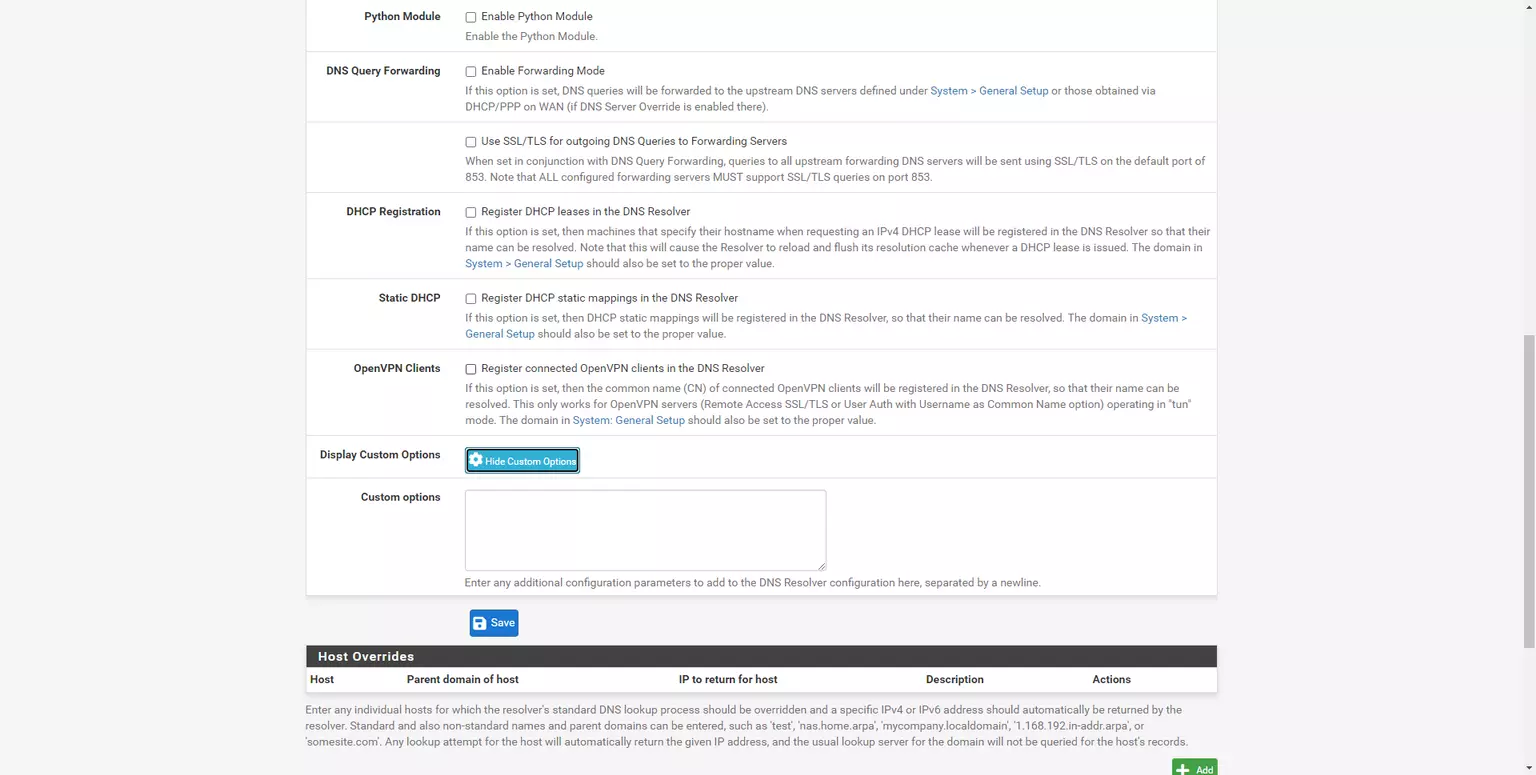 Python Module
Enable Python Module
Enable the Python Module.
DNS Query Forwarding
Enable Forwarding Mode
If this option is set, DNS queries will be forwarded to the upstream DNS servers defined under System > General Setup or those obtained via
DHCP/PPP on WAN (if DNS Server Override is enabled there).
Use SSL/TLS for outgoing DNS Queries to Forwarding Servers
When set in conjunction with DNS Query Forwarding, queries to all upstream forwarding DNS servers will be sent using SSL/TLS on the default port of
853. Note that ALL configured forwarding servers MUST support SSL/TLS queries on port 853.
DHCP Registration
Register DHCP leases in the DNS Resolver
If this option is set, then machines that specify their hostname when requesting an IPv4 DHCP lease will be registered in the DNS Resolver so that their
name can be resolved. Note that this will cause the Resolver to reload and flush its resolution cache whenever a DHCP lease is issued. The domain in
System > General Setup should also be set to the proper value.
Static DHCP
Register DHCP static mappings in the DNS Resolver
If this option is set, then DHCP static mappings will be registered in the DNS Resolver, so that their name can be resolved. The domain in System >
General Setup should also be set to the proper value.
OpenVPN Clients
Register connected OpenVPN clients in the DNS Resolver
If this option is set, then the common name (CN) of connected OpenVPN clients will be registered in the DNS Resolver, so that their name can be
resolved. This only works for OpenVPN servers (Remote Access SSL/TLS or User Auth with Username as Common Name option) operating in "tun"
mode. The domain in System: General Setup should also be set to the proper value.
Display Custom Options
Hide Custom Options
Custom options
Enter any additional configuration parameters to add to the DNS Resolver configuration here, separated by a newline.
Save
Host Overrides
Host Parent domain of host IP to return for host Description Actions
Enter any individual hosts for which the resolver's standard DNS lookup process should be overridden and a specific IPv4 or IPv6 address should automatically be returned by the
resolver. Standard and also non-standard names and parent domains can be entered, such as 'test', 'nas.home.arpa', 'mycompany.localdomain', '1.168.192.in-addr.arpa', or
'somesite.com'. Any lookup attempt for the host will automatically return the given IP address, and the usual lookup server for the domain will not be queried for the host's records.
Add